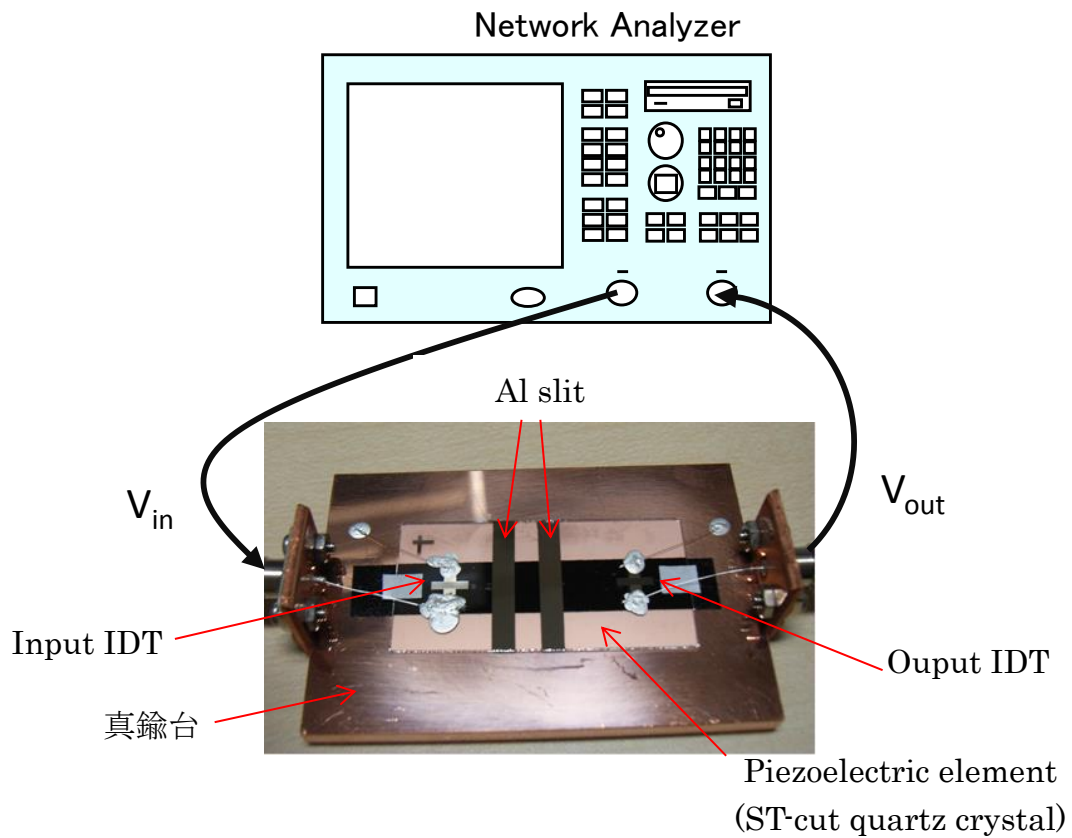 Network Analyzer
Al slit
Vin
Vout
Input IDT
Ouput IDT
真鍮台
Piezoelectric element
(ST-cut quartz crystal)